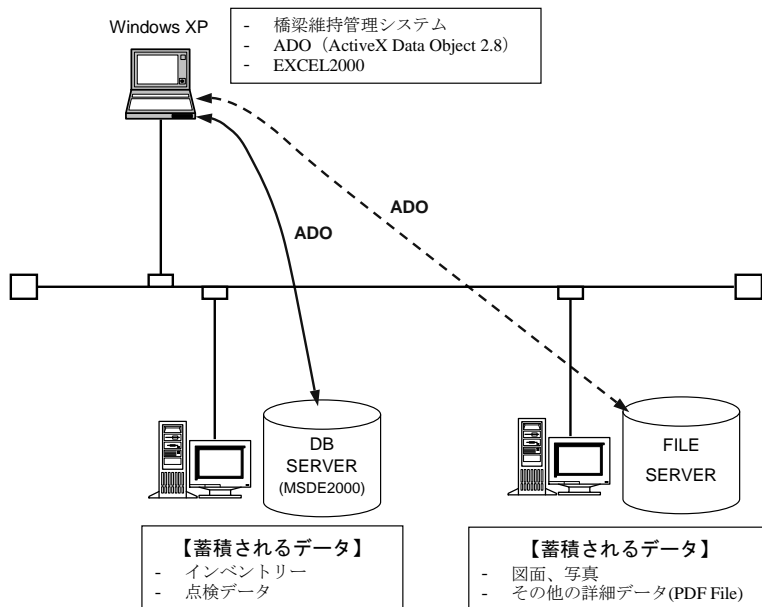 Windows XP
- 橋梁維持管理システム
- ADO（ActiveX Data Object 2.8）
- EXCEL2000
ADO
ADO
DB
SERVER
(MSDE2000)
FILE
SERVER
【蓄積されるデータ】
- インベントリー
- 点検データ
【蓄積されるデータ】
- 図面、写真
- その他の詳細データ(PDF File)